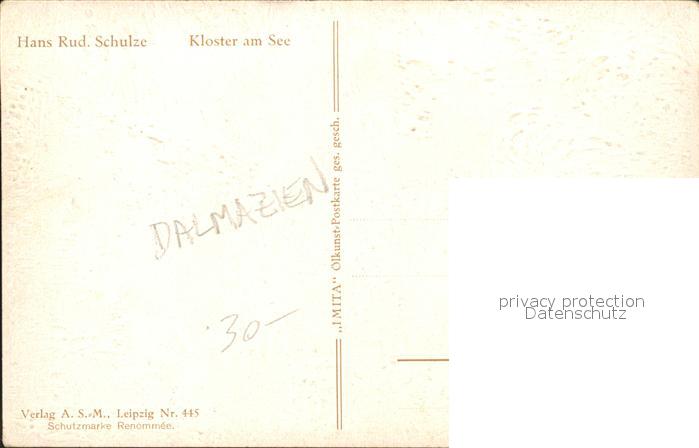 Hans Rud. Schulze Kloster am See
DALMAZIEN
30-
Verlag A. S.-M., Leipzig Nr. 445
Schutzmarke Renommée.
„IMITA“ Ölkunst-Postkarte ges. gesch.
privacy protection
Datenschutz